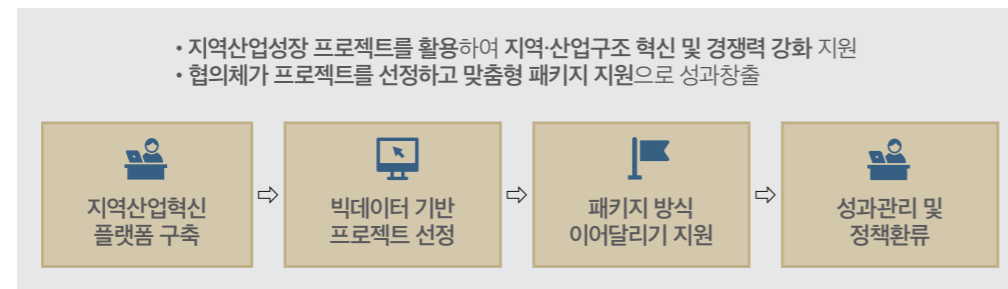 • 지역산업성장 프로젝트를 활용하여 지역·산업구조 혁신 및 경쟁력 강화 지원
• 협의체가 프로젝트를 선정하고 맞춤형 패키지 지원으로 성과창출
지역산업혁신
플랫폼 구축
⇨
빅데이터 기반
프로젝트 선정
⇨
패키지 방식
이어달리기 지원
⇨
성과관리 및
정책환류